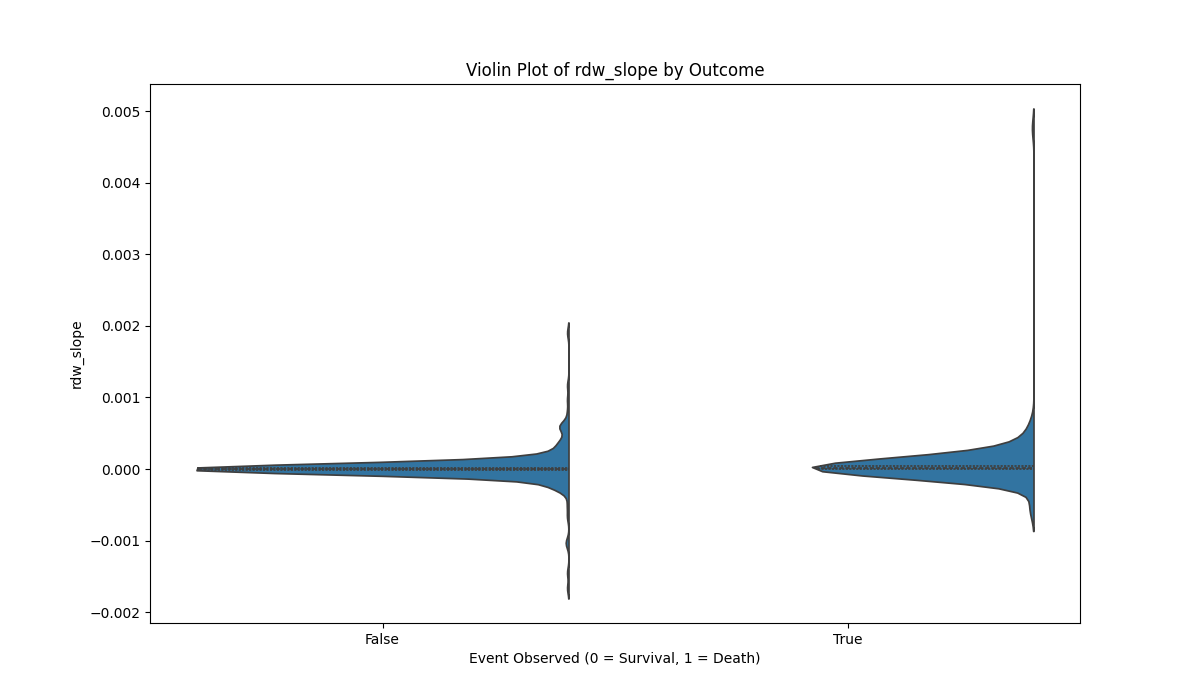 Violin Plot of rdw_slope by Outcome
0.005
0.004
0.003
0.002
0.001
0.000
−0.001
−0.002
rdw_slope
False
True
Event Observed (0 = Survival, 1 = Death)